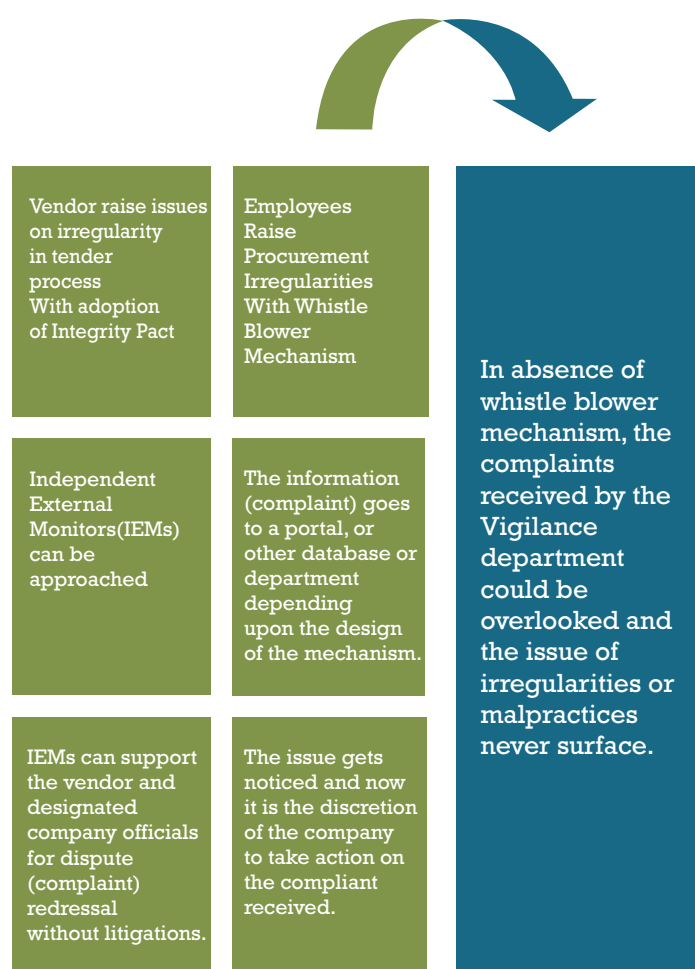 Vendor raise issues
on irregularity
in tender
process
With adoption
of Integrity Pact
Independent
External
Monitors(IEMs)
can be
approached
IEMs can support
the vendor and
designated
company officials
for dispute
(complaint)
redressal
without litigations.
Employees
Raise
Procurement
Irregularities
With Whistle
Blower
Mechanism
The information
(complaint) goes
to a portal, or
other database or
department
depending
upon the design
of the mechanism.
The issue gets
noticed and now
it is the discretion
of the company
to take action on
the compliant
received.
In absence of
whistle blower
mechanism, the
complaints
received by the
Vigilance
department
could be
overlooked and
the issue of
irregularities or
malpractices
never surface.